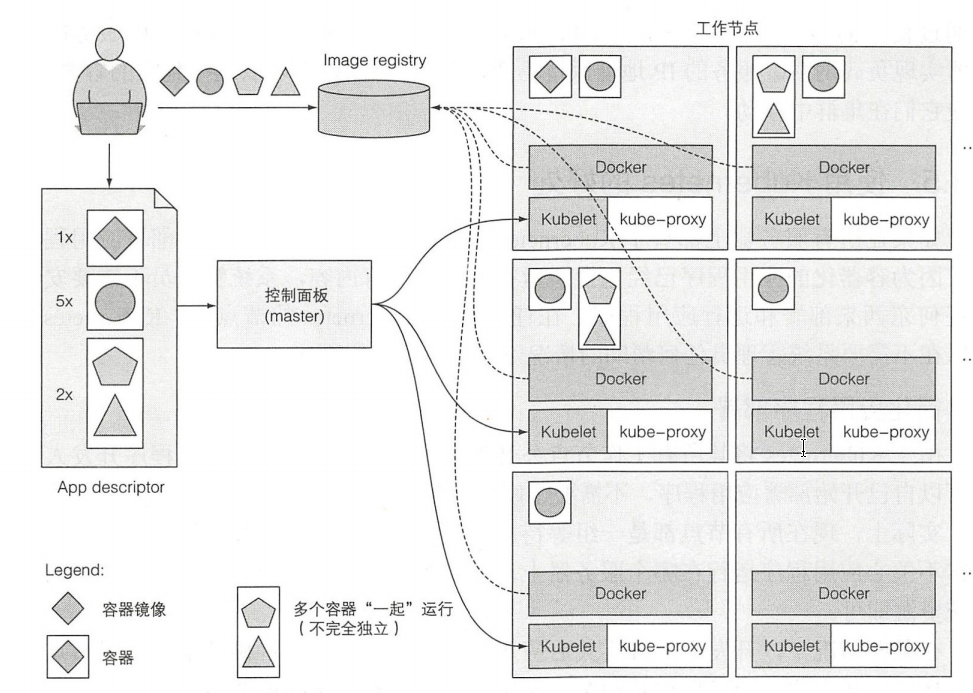 工作节点
Image registry
Docker
Kubelet
kube-proxy
Docker
Kubelet
kube-proxy
1x
5x
2x
App descriptor
控制面板
(master)
Docker
Kubelet
kube-proxy
Docker
Kubelet
kube-proxy
Docker
Kubelet
kube-proxy
Docker
Kubelet
kube-proxy
Legend:
容器镜像
容器
多个容器“一起”运行
（不完全独立）